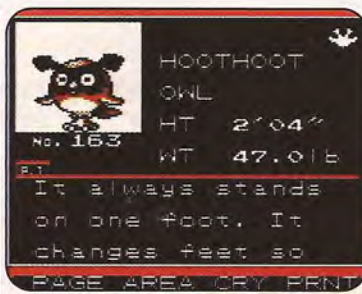 HOOTHOOT
OWL
HT 2'04"
WT 47.0lb
No. 163
P.1
It always stands
on one foot. It
changes feet so
PAGE AREA CRY PRNT